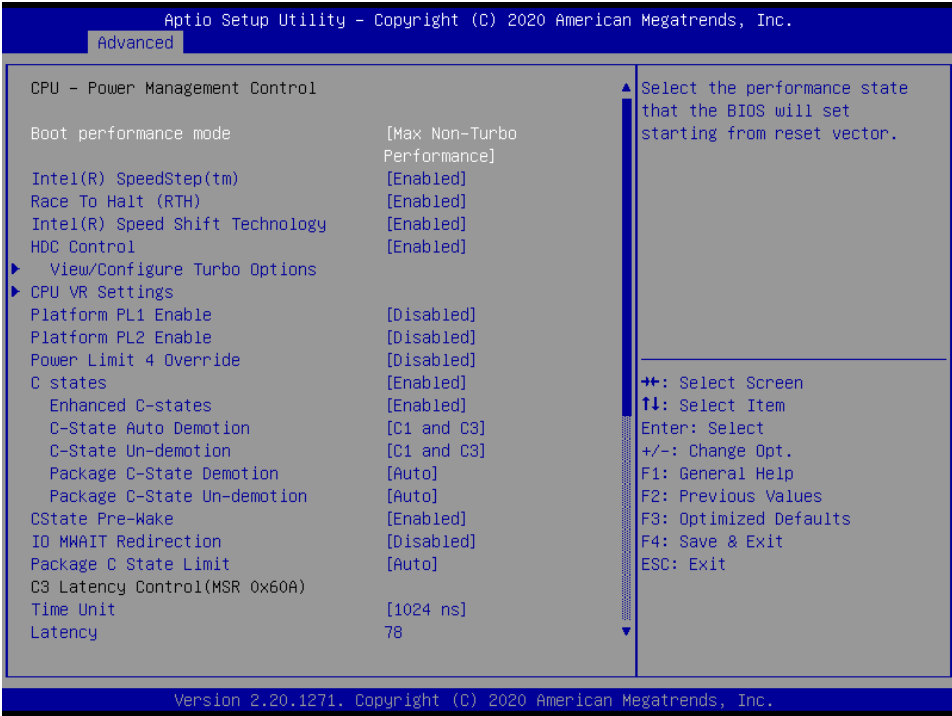 Aptio Setup Utility – Copyright (C) 2020 American Megatrends, Inc.
Advanced
CPU – Power Management Control
Boot performance mode [Max Non-Turbo
Performance]
Intel(R) SpeedStep(tm) [Enabled]
Race To Halt (RTH) [Enabled]
Intel(R) Speed Shift Technology [Enabled]
HDC Control [Enabled]
View/Configure Turbo Options
CPU VR Settings
Platform PL1 Enable [Disabled]
Platform PL2 Enable [Disabled]
Power Limit 4 Override [Disabled]
C states [Enabled]
Enhanced C-states [Enabled]
C-State Auto Demotion [C1 and C3]
C-State Un-demotion [C1 and C3]
Package C-State Demotion [Auto]
Package C-State Un-demotion [Auto]
CState Pre-Wake [Enabled]
IO MWAIT Redirection [Disabled]
Package C State Limit [Auto]
C3 Latency Control(MSR 0x60A)
Time Unit [1024 ns]
Latency 78
Select the performance state
that the BIOS will set
starting from reset vector.
→←: Select Screen
↑↓: Select Item
Enter: Select
+/-: Change Opt.
F1: General Help
F2: Previous Values
F3: Optimized Defaults
F4: Save & Exit
ESC: Exit
Version 2.20.1271. Copyright (C) 2020 American Megatrends, Inc.